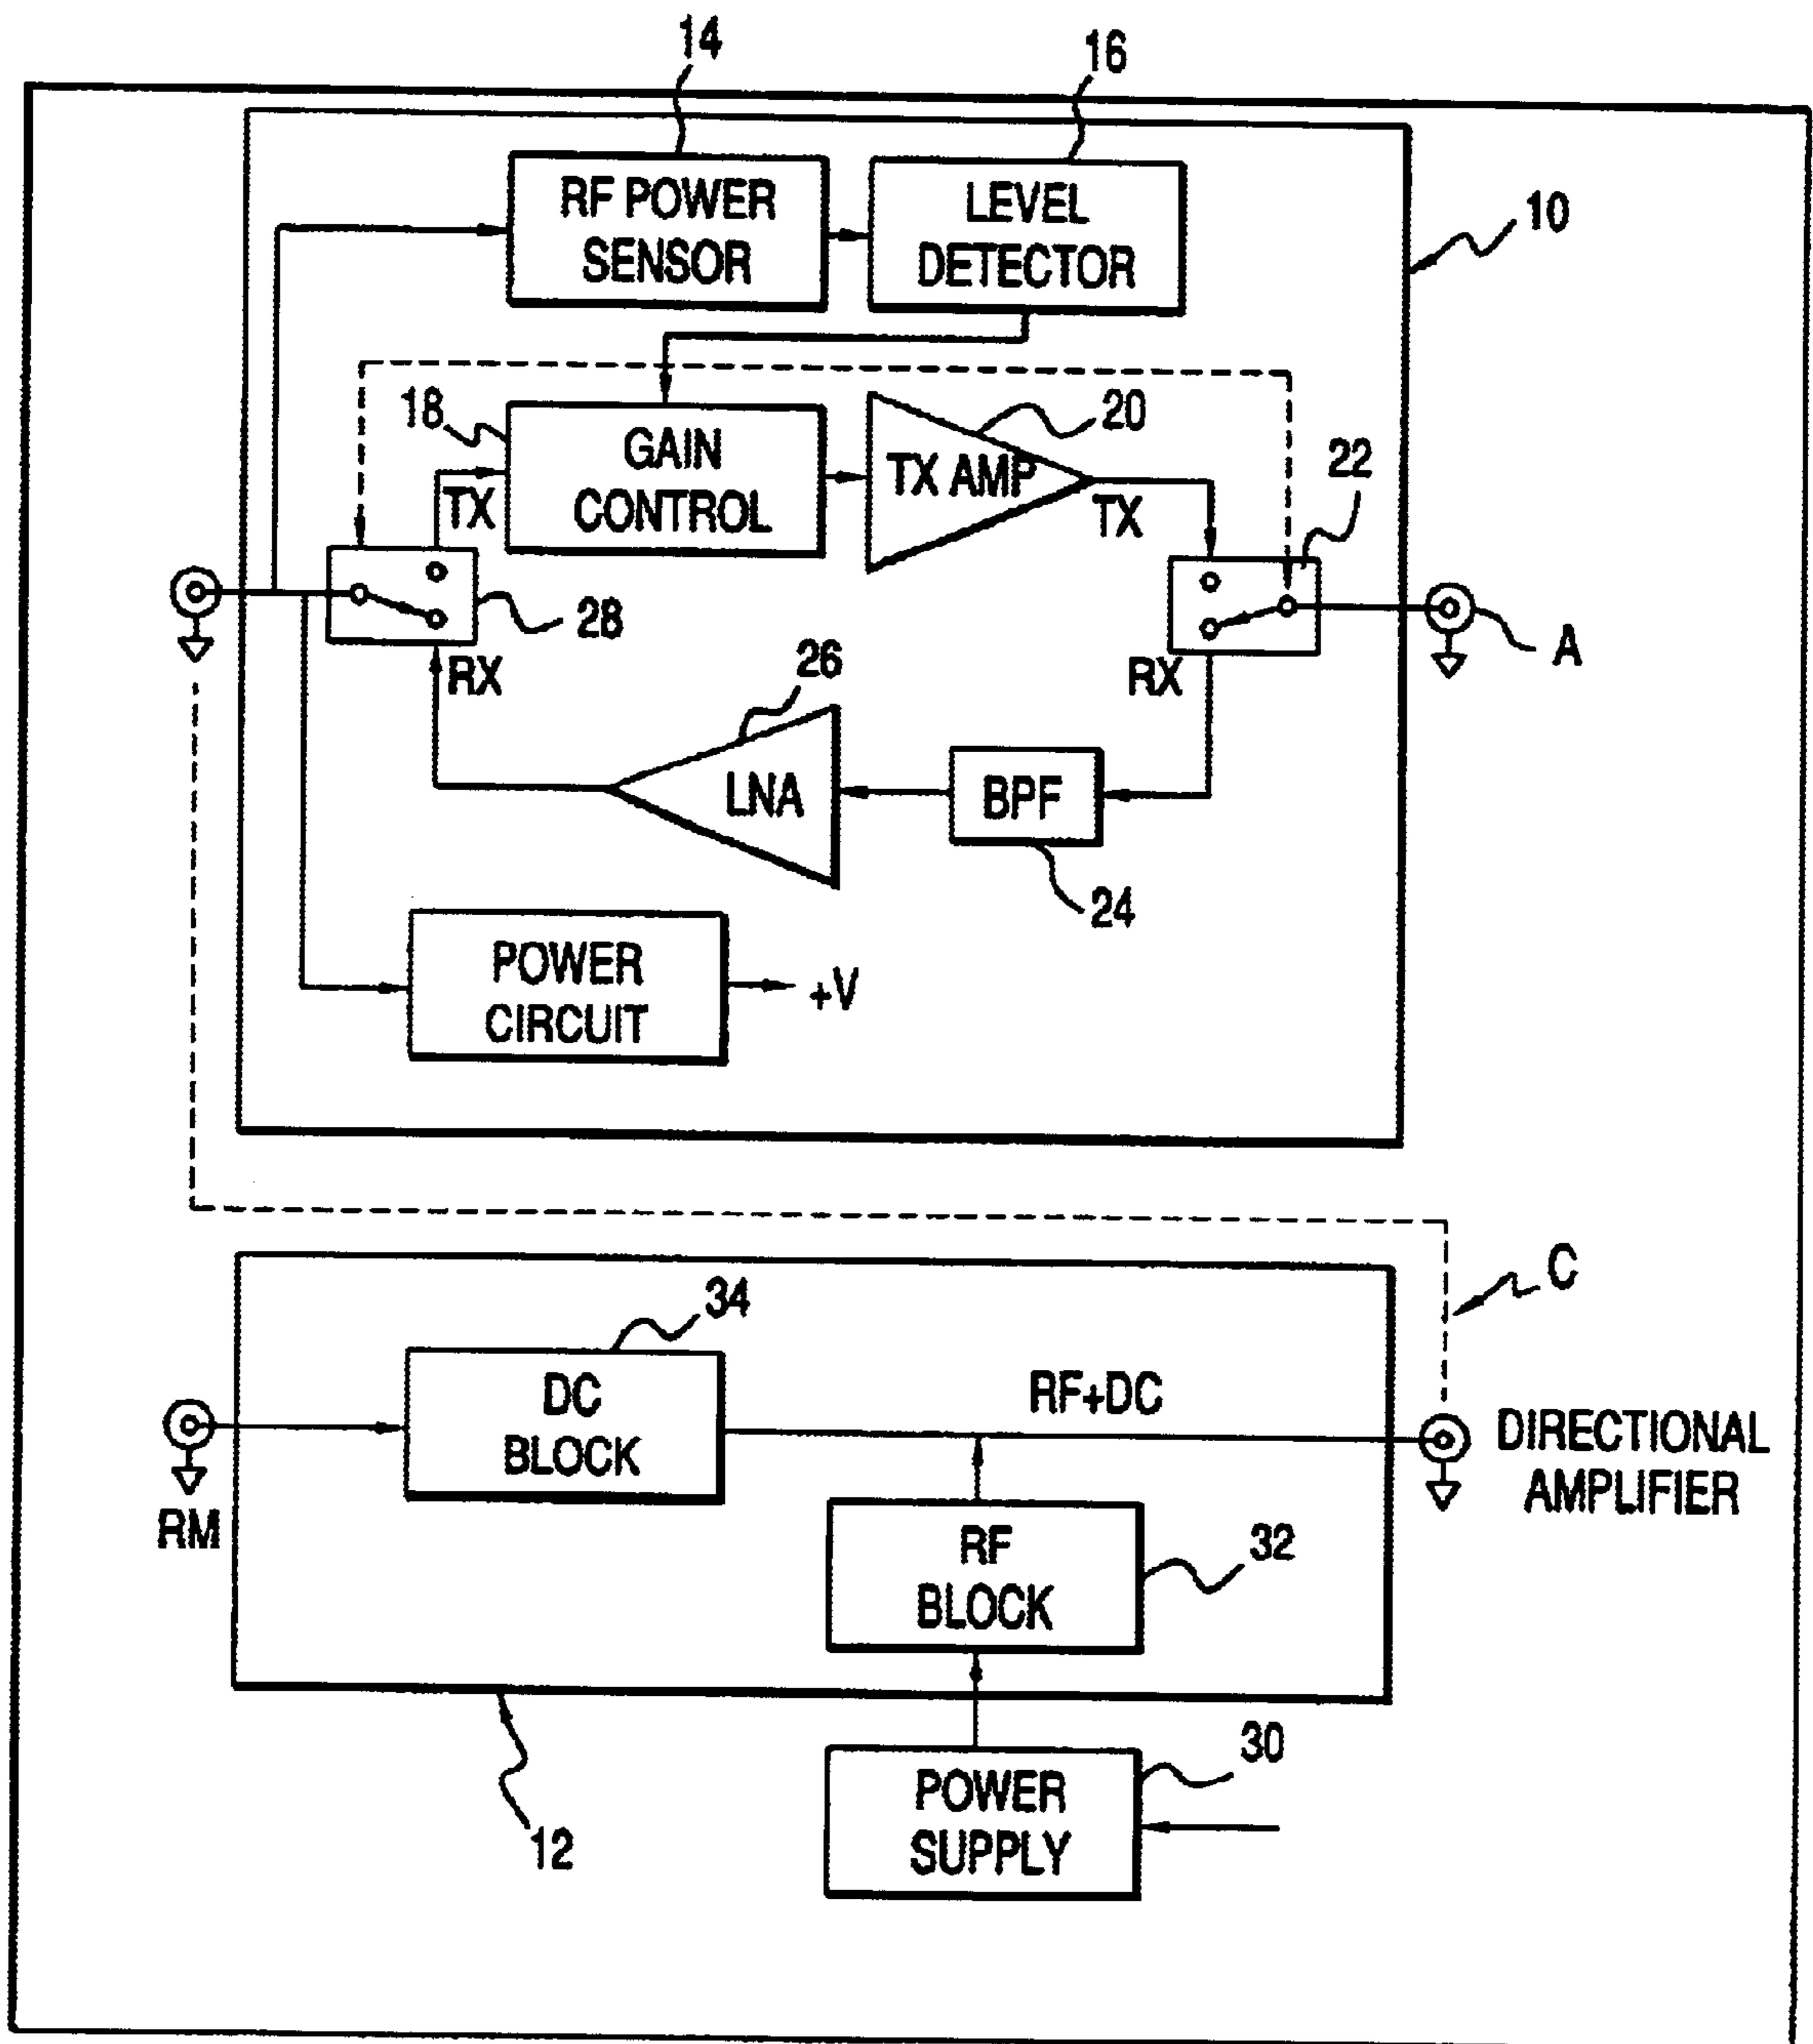 14
16
RF POWER
SENSOR
LEVEL
DETECTOR
10
18
GAIN
CONTROL
20
TX AMP
22
TX
TX
28
A
RX
26
RX
LNA
BPF
24
POWER
CIRCUIT
+V
C
34
DC
BLOCK
RF+DC
DIRECTIONAL
AMPLIFIER
RM
RF
BLOCK
32
30
POWER
SUPPLY
12